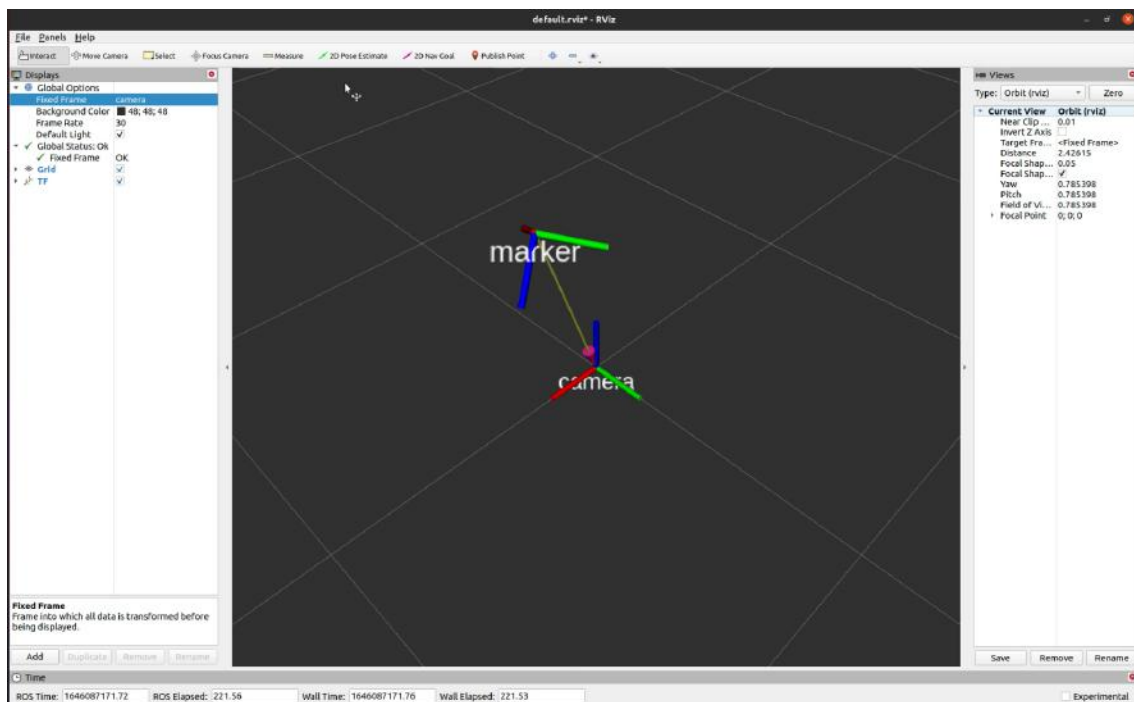 default.rviz* - RViz
File Panels Help
Interact Move Camera Select Focus Camera Measure 2D Pose Estimate 2D Nav Goal Publish Point
Displays
Global Options
Fixed Frame camera
Background Color 48; 48; 48
Frame Rate 30
Default Light
Global Status: Ok
Fixed Frame OK
Grid
TF
Fixed Frame
Frame into which all data is transformed before
being displayed.
Add Duplicate Remove Rename
marker
camera
Views
Type: Orbit (rviz) Zero
Current View Orbit (rviz)
Near Clip ... 0.01
Invert Z Axis
Target Fra... <Fixed Frame>
Distance 2.42615
Focal Shap... 0.05
Focal Shap...
Yaw 0.785398
Pitch 0.785398
Field of Vi... 0.785398
Focal Point 0; 0; 0
Save Remove Rename
Time
ROS Time: 1646087171.72 ROS Elapsed: 221.56 Wall Time: 1646087171.76 Wall Elapsed: 221.53 Experimental